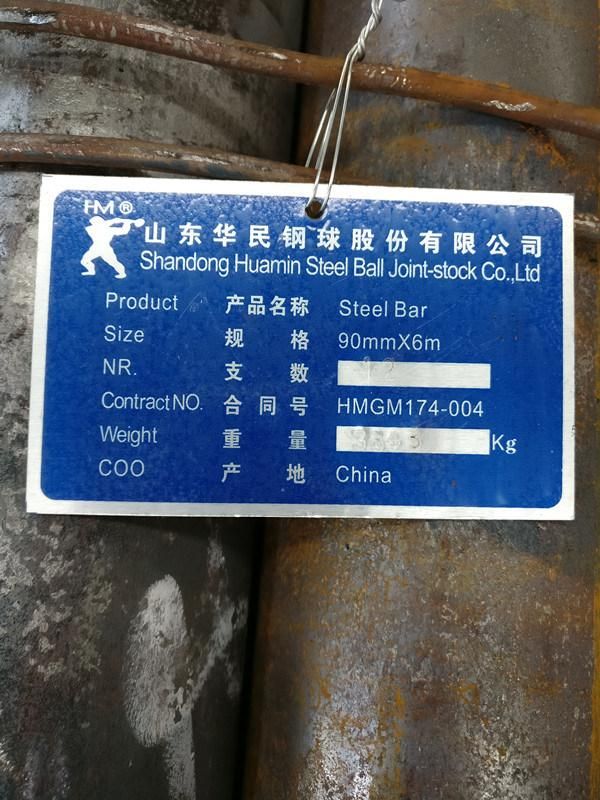 HM®
山东华民钢球股份有限公司
Shandong Huamin Steel Ball Joint-stock Co.,Ltd
Product 产品名称 Steel Bar
Size 规格 90mmX6m
NR. 支数
Contract NO. 合同号 HMGM174-004
Weight 重量 Kg
COO 产地 China